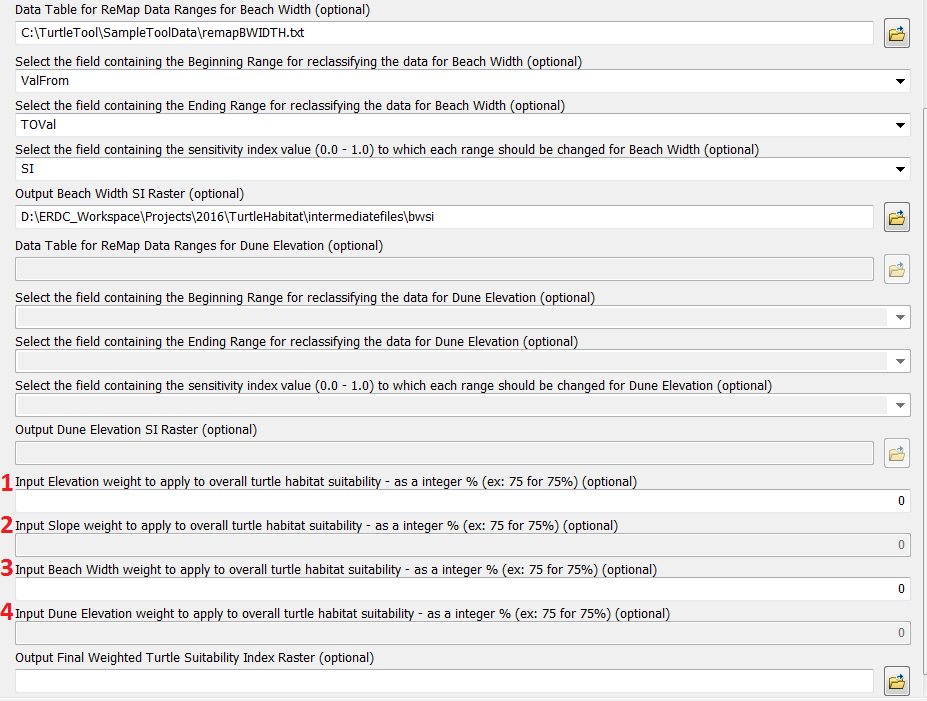 Data Table for ReMap Data Ranges for Beach Width (optional)
C:\TurtleTool\SampleToolData\remapBWIDTH.txt
Select the field containing the Beginning Range for reclassifying the data for Beach Width (optional)
ValFrom
Select the field containing the Ending Range for reclassifying the data for Beach Width (optional)
TOVal
Select the field containing the sensitivity index value (0.0 - 1.0) to which each range should be changed for Beach Width (optional)
SI
Output Beach Width SI Raster (optional)
D:\ERDC_Workspace\Projects\2016\TurtleHabitat\intermediatefiles\bwsi
Data Table for ReMap Data Ranges for Dune Elevation (optional)
Select the field containing the Beginning Range for reclassifying the data for Dune Elevation (optional)
Select the field containing the Ending Range for reclassifying the data for Dune Elevation (optional)
Select the field containing the sensitivity index value (0.0 - 1.0) to which each range should be changed for Dune Elevation (optional)
Output Dune Elevation SI Raster (optional)
1 Input Elevation weight to apply to overall turtle habitat suitability - as a integer % (ex: 75 for 75%) (optional)
0
2 Input Slope weight to apply to overall turtle habitat suitability - as a integer % (ex: 75 for 75%) (optional)
0
3 Input Beach Width weight to apply to overall turtle habitat suitability - as a integer % (ex: 75 for 75%) (optional)
0
4 Input Dune Elevation weight to apply to overall turtle habitat suitability - as a integer % (ex: 75 for 75%) (optional)
0
Output Final Weighted Turtle Suitability Index Raster (optional)